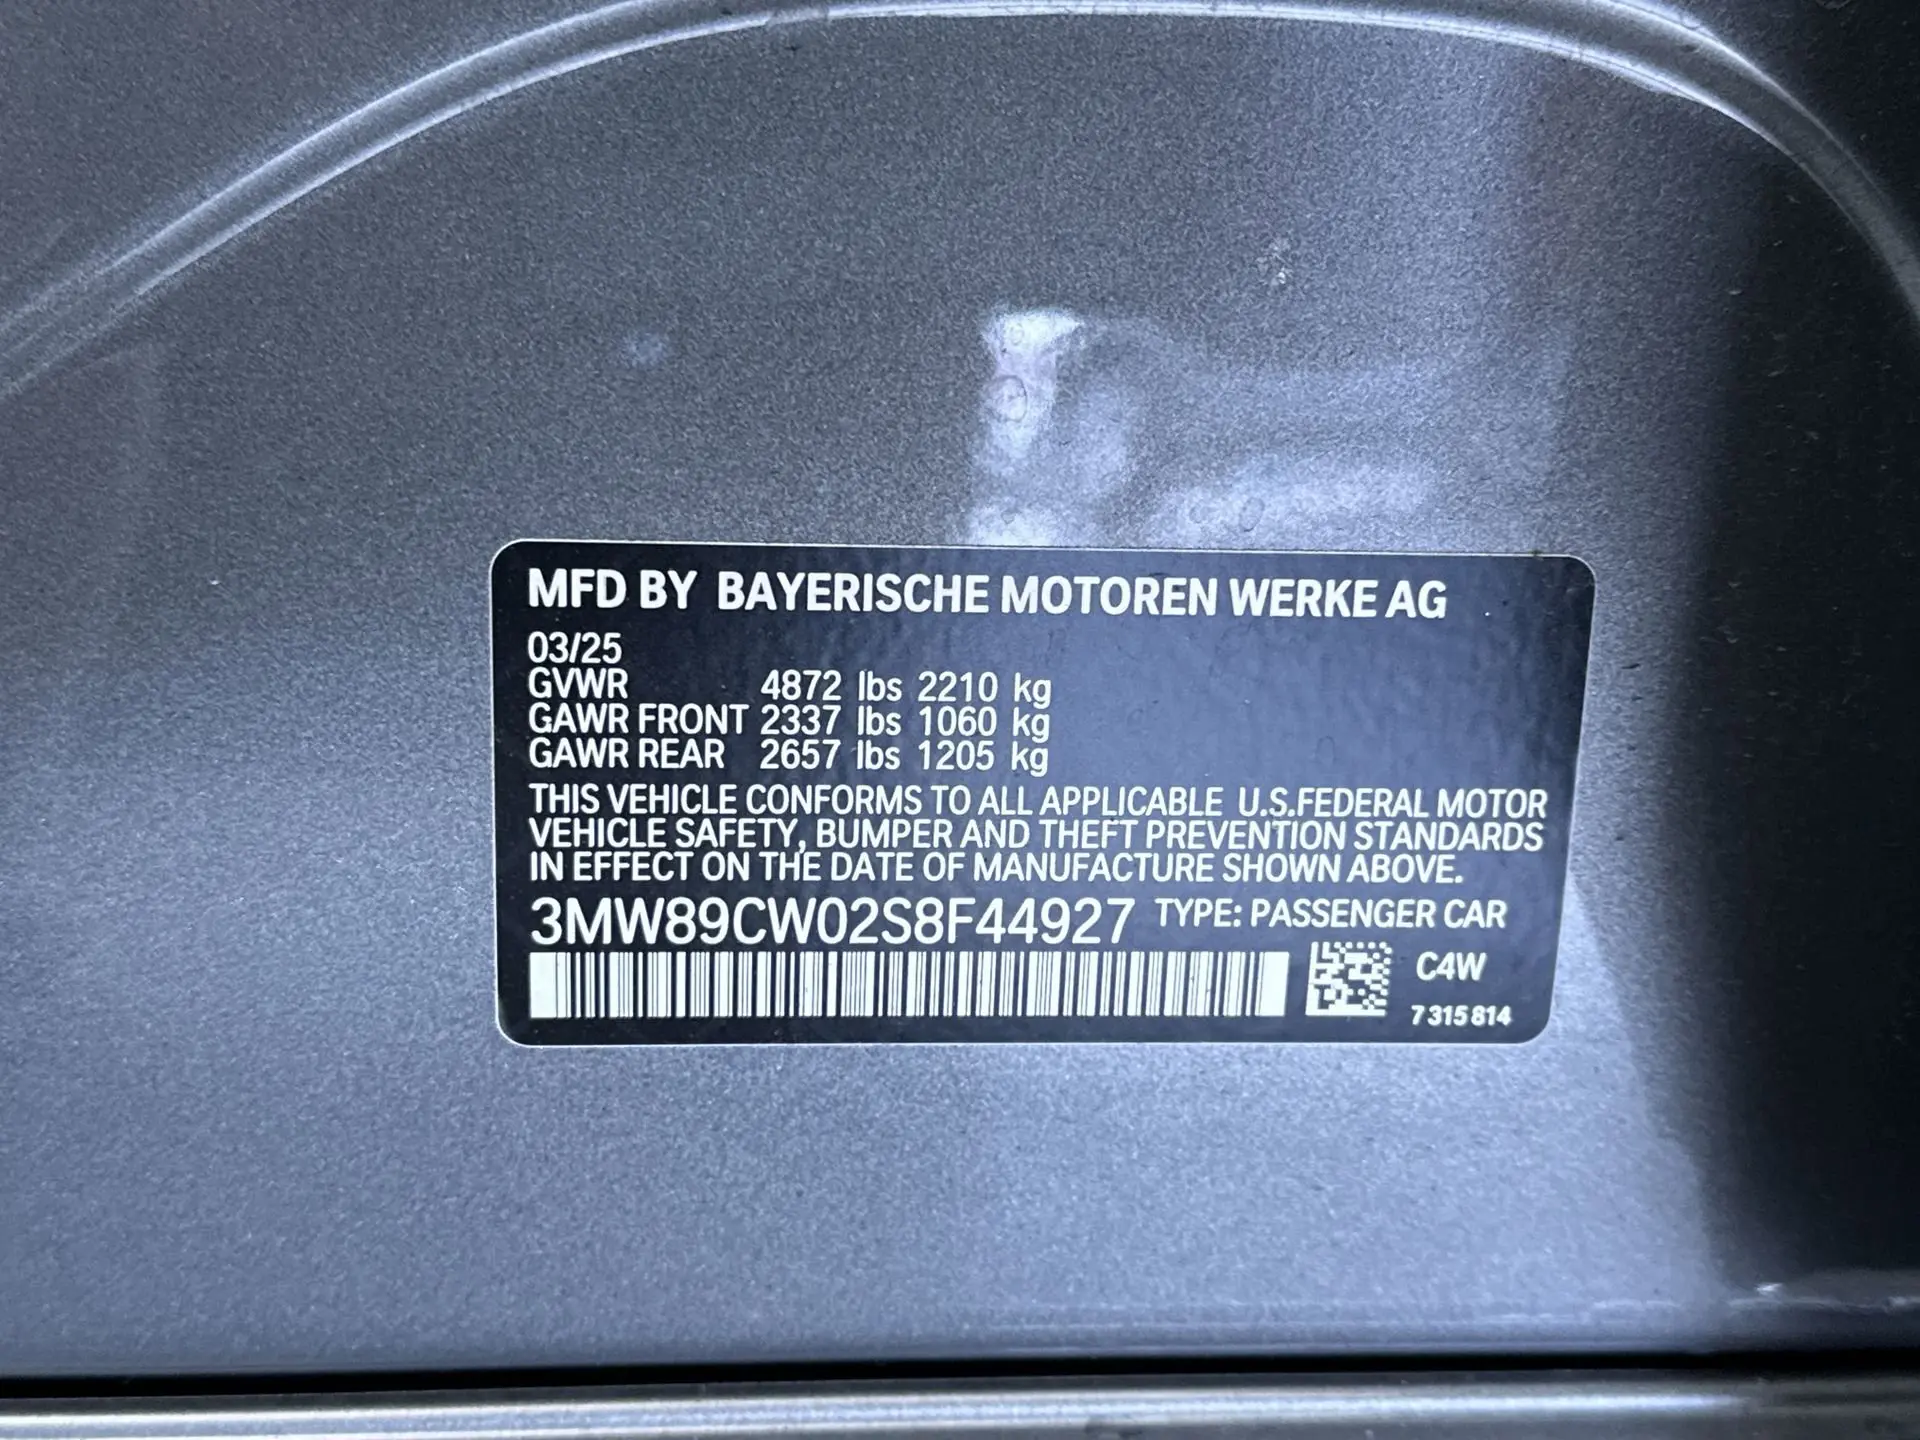 MFD BY BAYERISCHE MOTOREN WERKE AG
03/25
GVWR 4872 lbs 2210 kg
GAWR FRONT 2337 lbs 1060 kg
GAWR REAR 2657 lbs 1205 kg
THIS VEHICLE CONFORMS TO ALL APPLICABLE U.S.FEDERAL MOTOR
VEHICLE SAFETY, BUMPER AND THEFT PREVENTION STANDARDS
IN EFFECT ON THE DATE OF MANUFACTURE SHOWN ABOVE.
3MW89CW02S8F44927 TYPE: PASSENGER CAR
C4W
7 315 814